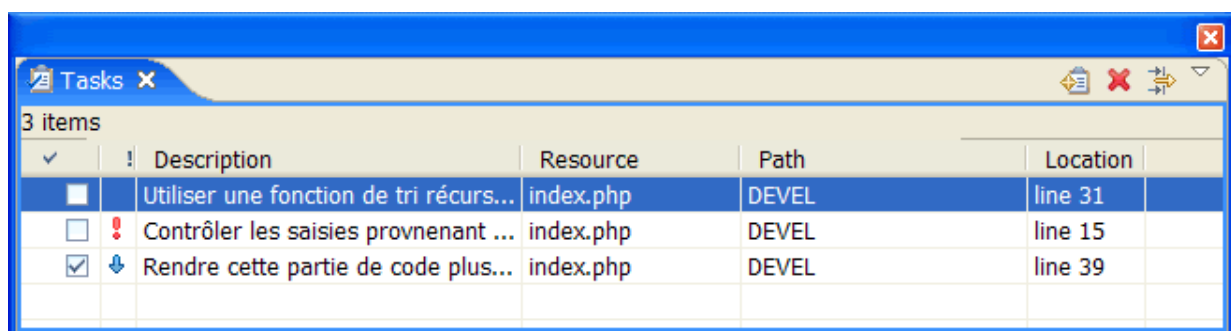 Tasks
3 items
! Description Resource Path Location
Utiliser une fonction de tri récurs... index.php DEVEL line 31
Contrôler les saisies provnenant ... index.php DEVEL line 15
Rendre cette partie de code plus... index.php DEVEL line 39